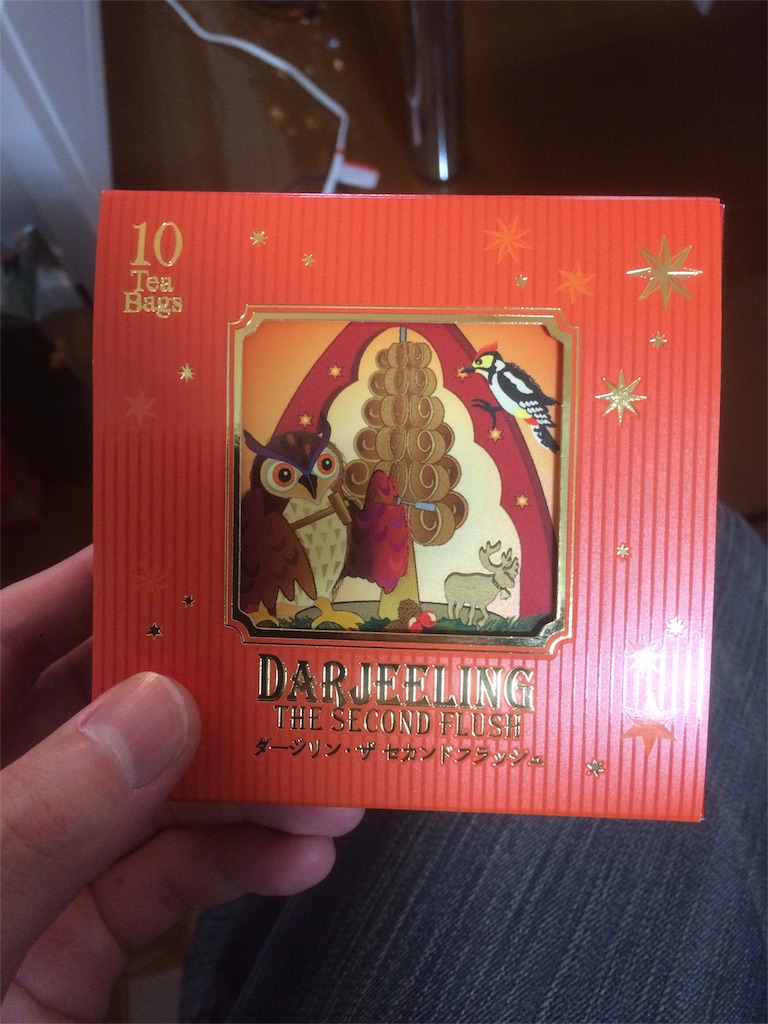 10
Tea
Bags
DARJEELING
THE SECOND FLUSH
ダージリン・ザ セカンドフラッシュ